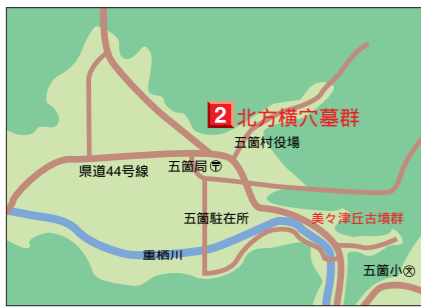 2 北方横穴墓群
五箇村役場
五箇局〶
県道44号線
五箇駐在所
美々津丘古墳群
重栖川
五箇小㊛